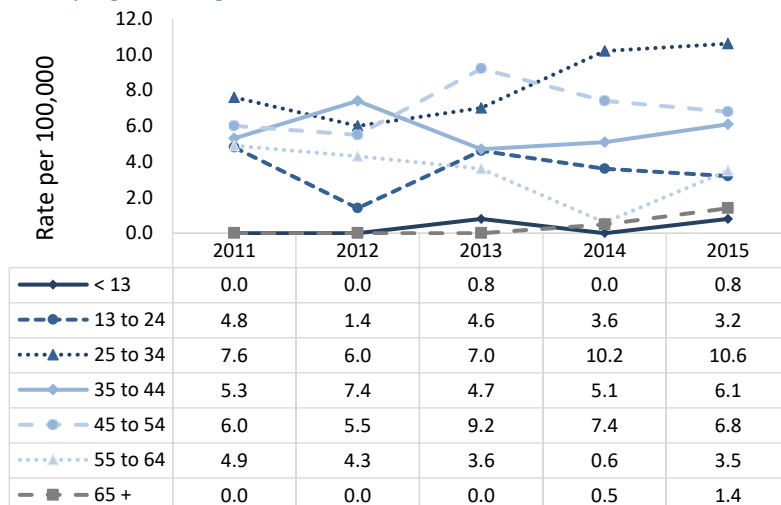 12.0
10.0
8.0
6.0
4.0
2.0
0.0
Rate per 100,000
2011 2012 2013 2014 2015
< 13 0.0 0.0 0.8 0.0 0.8
13 to 24 4.8 1.4 4.6 3.6 3.2
25 to 34 7.6 6.0 7.0 10.2 10.6
35 to 44 5.3 7.4 4.7 5.1 6.1
45 to 54 6.0 5.5 9.2 7.4 6.8
55 to 64 4.9 4.3 3.6 0.6 3.5
65 + 0.0 0.0 0.0 0.5 1.4